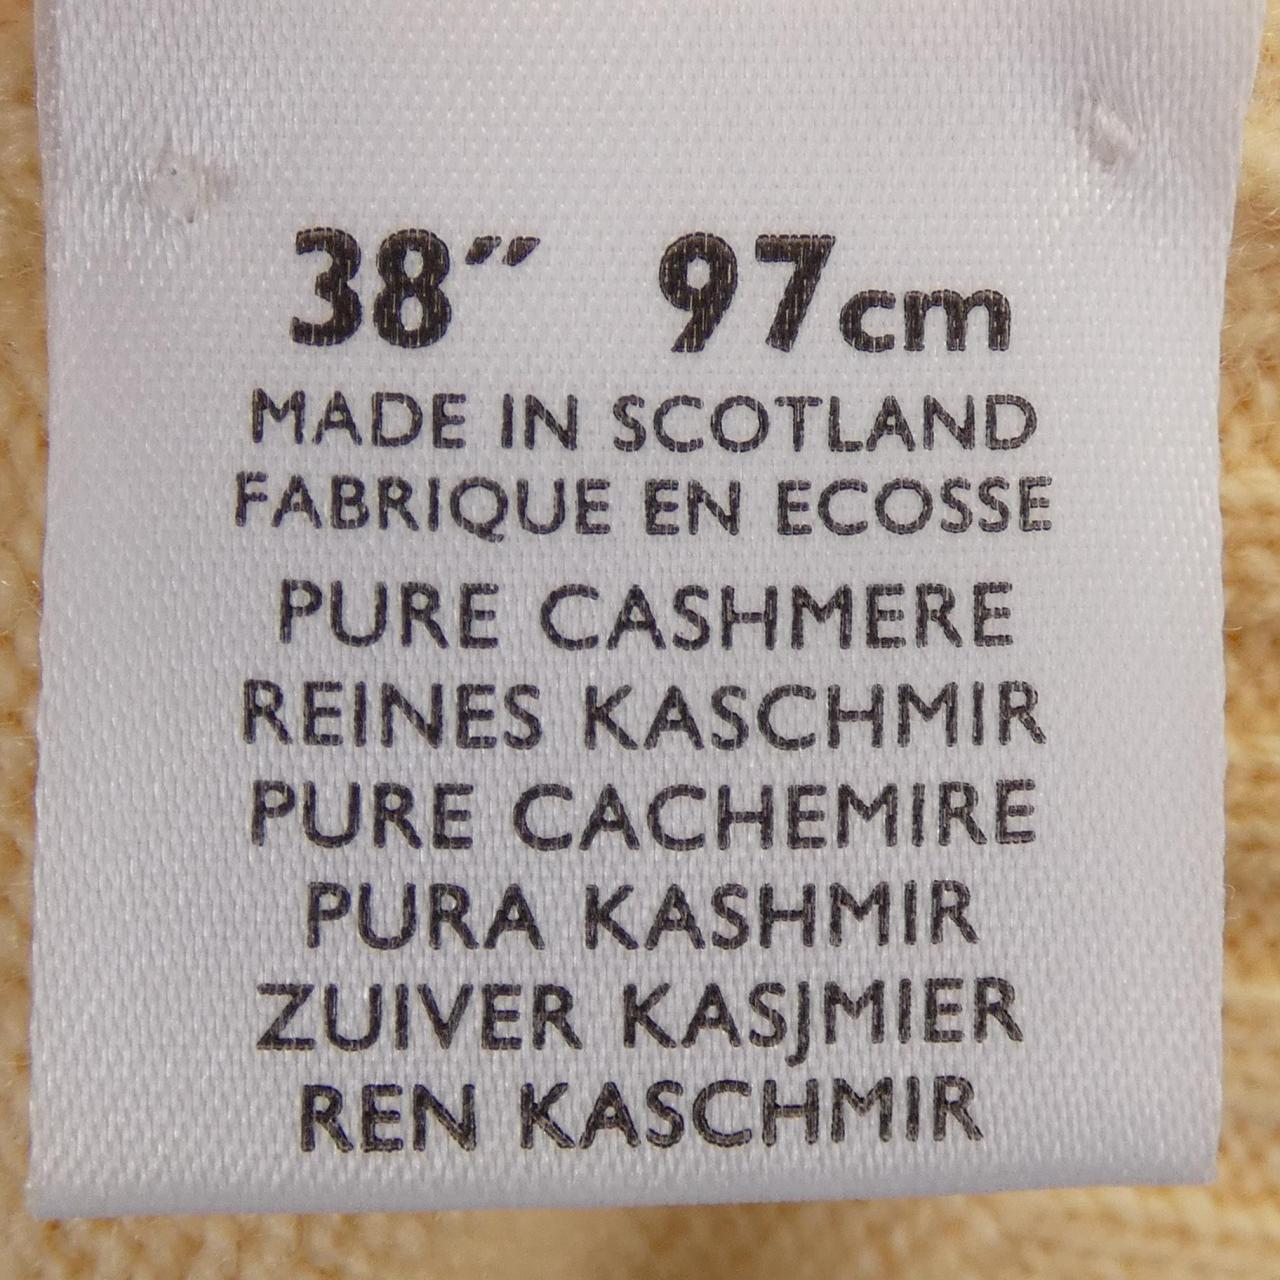 38” 97cm
MADE IN SCOTLAND
FABRIQUE EN ECOSSE
PURE CASHMERE
REINES KASCHMIR
PURE CACHEMIRE
PURA KASHMIR
ZUIVER KASJMIER
REN KASCHMIR